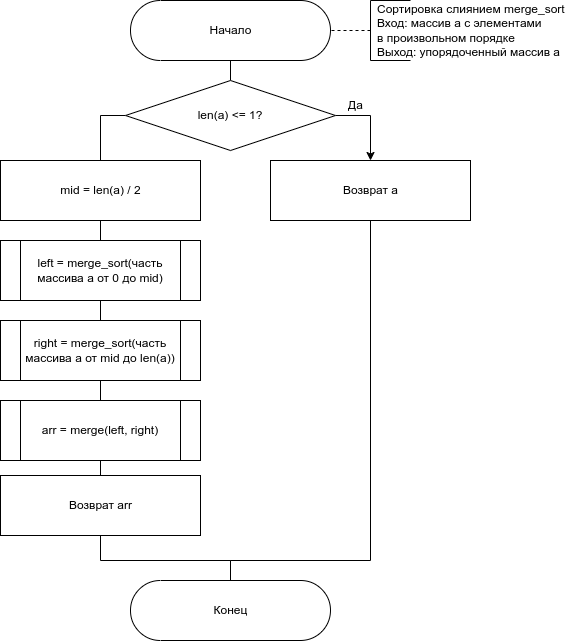 Сортировка слиянием merge_sort
Вход: массив a с элементами
в произвольном порядке
Выход: упорядоченный массив a
Начало
len(a) <= 1?
Да
mid = len(a) / 2
Возврат a
left = merge_sort(часть
массива a от 0 до mid)
right = merge_sort(часть
массива a от mid до len(a))
arr = merge(left, right)
Возврат arr
Конец